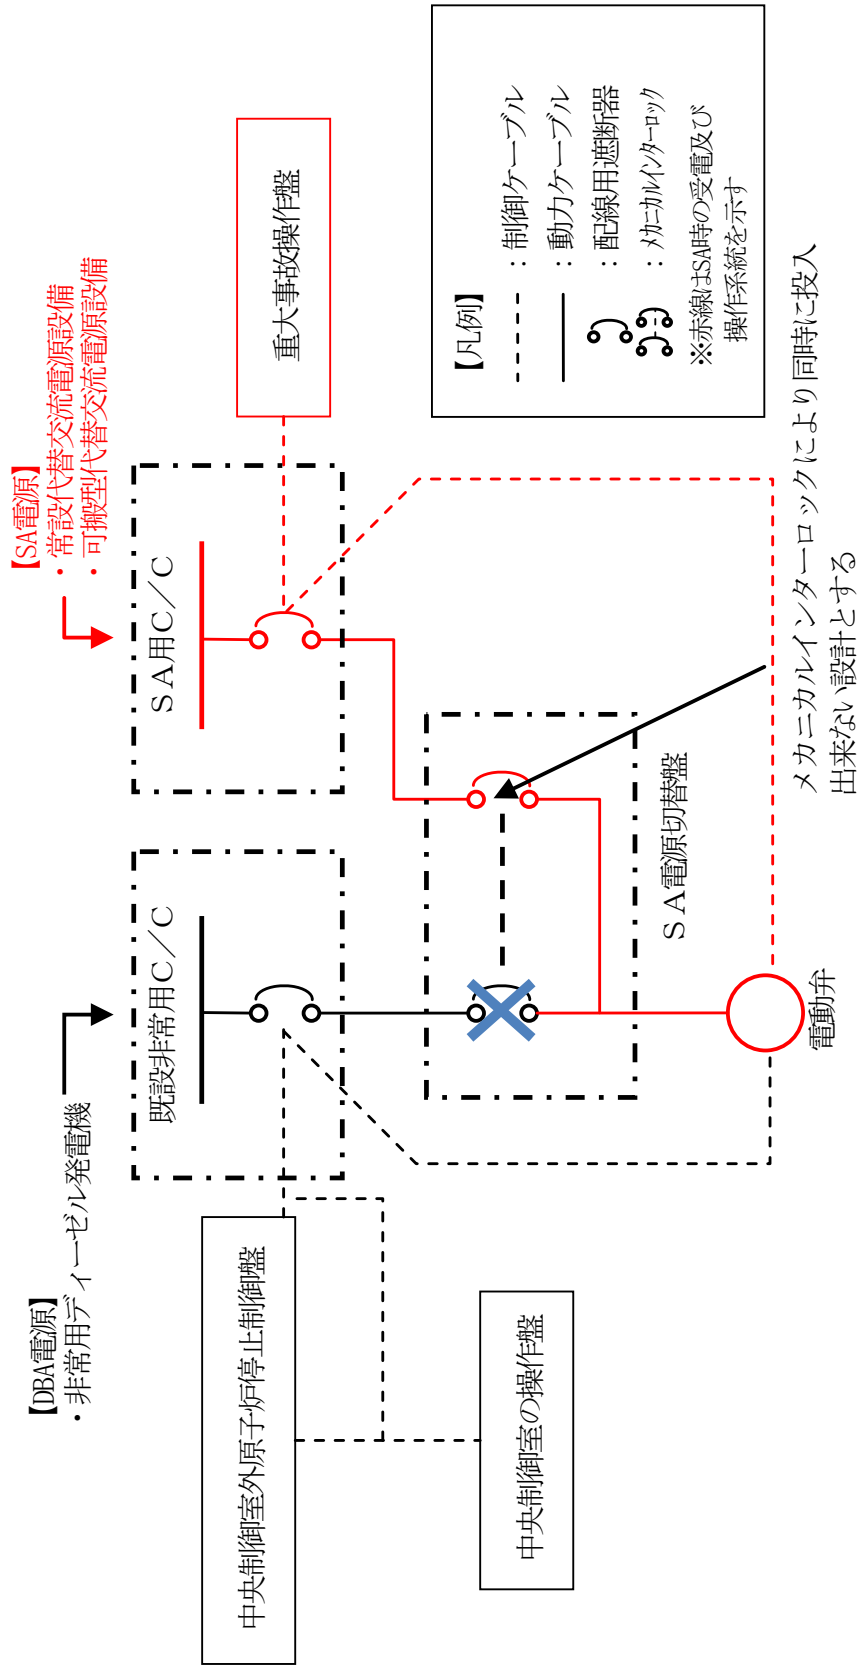 【DBA電源】
・非常用ディーゼル発電機
【SA電源】
：常設代替交流電源設備
・可搬型代替交流電源設備
既設非常用C／C
ＳＡ用C／C
重大事故操作盤
中央制御室外原子炉停止制御盤
中央制御室の操作盤
ＳＡ電源切替盤
電動弁
メカニカルインターロックにより同時に投入
出来ない設計とする
【凡例】
：制御ケーブル
：動力ケーブル
：配線用遮断器
：ﾒｶﾆｶﾙｲﾝﾀｰﾛｯｸ
※赤線はSA時の受電及び
操作系統を示す